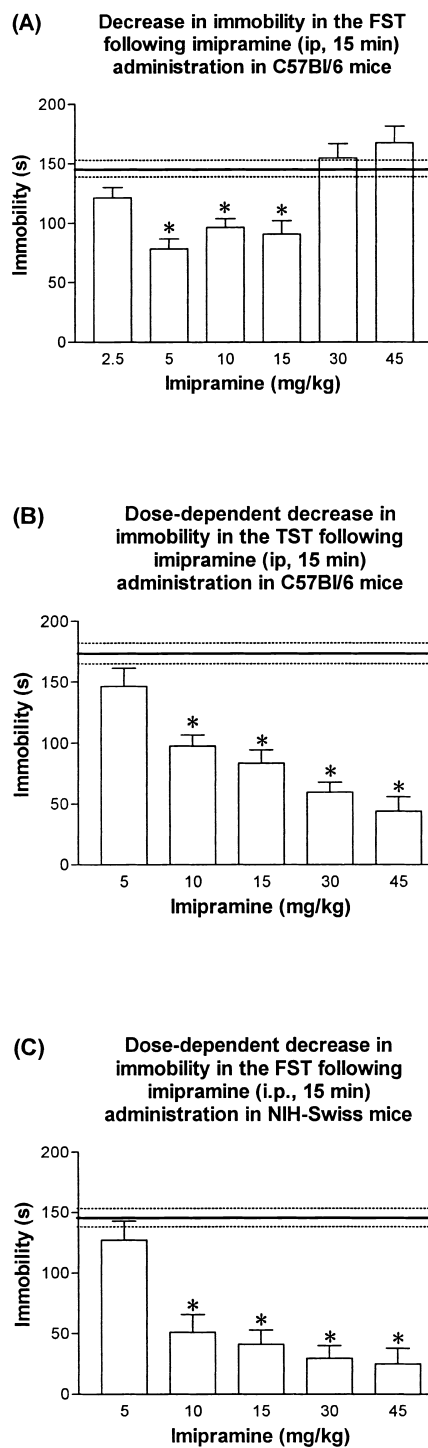 (A)
Decrease in immobility in the FST
following imipramine (ip, 15 min)
administration in C57Bl/6 mice
200
150
100
50
0
Immobility (s)
*
*
*
2.5 5 10 15 30 45
Imipramine (mg/kg)
(B)
Dose-dependent decrease in
immobility in the TST following
imipramine (ip, 15 min)
administration in C57Bl/6 mice
200
150
100
50
0
Immobility (s)
*
*
*
*
5 10 15 30 45
Imipramine (mg/kg)
(C)
Dose-dependent decrease in
immobility in the FST following
imipramine (i.p., 15 min)
administration in NIH-Swiss mice
200
150
100
50
0
Immobility (s)
*
*
*
*
5 10 15 30 45
Imipramine (mg/kg)